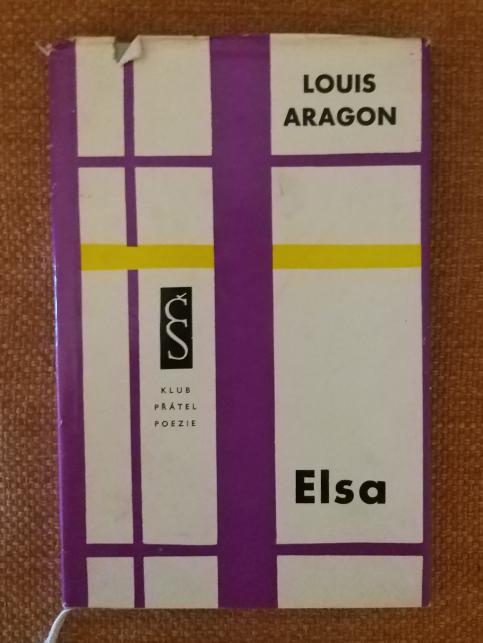 LOUIS
ARAGON
ČS
KLUB
PŘÁTEL
POEZIE
Elsa